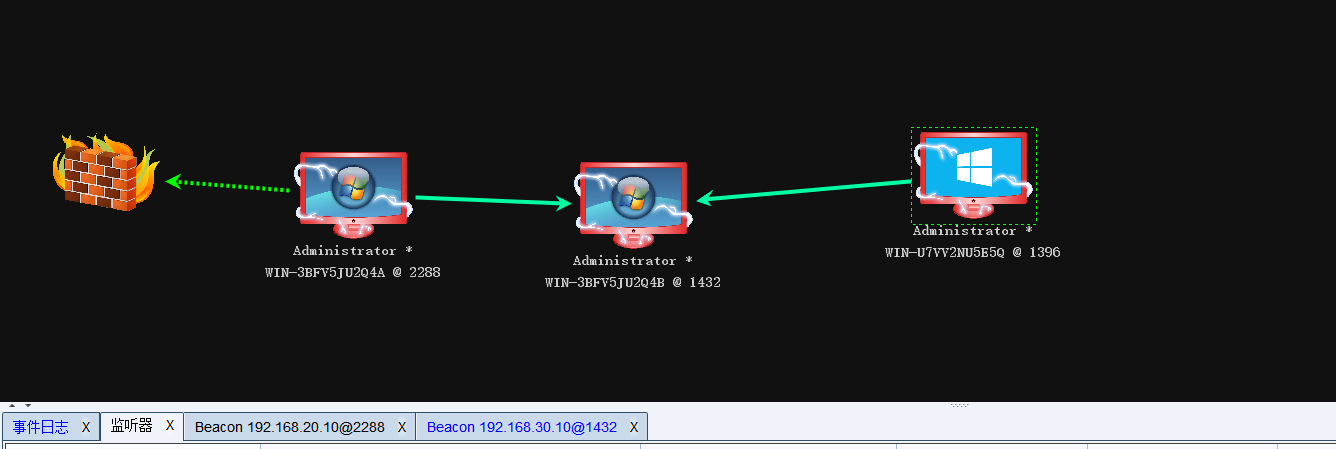 Administrator *
WIN-3BFV5JU2Q4A @ 2288
Administrator *
WIN-3BFV5JU2Q4B @ 1432
Administrator *
WIN-U7VV2NU5E5Q @ 1396
事件日志 X 监听器 X Beacon 192.168.20.10@2288 X Beacon 192.168.30.10@1432 X